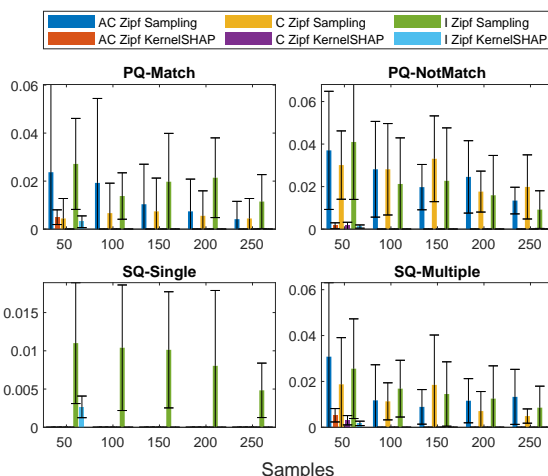 AC Zipf Sampling C Zipf Sampling I Zipf Sampling
AC Zipf KernelSHAP C Zipf KernelSHAP I Zipf KernelSHAP
PQ-Match PQ-NotMatch
0.06
0.04
0.02
0
50 100 150 200 250
0.06
0.04
0.02
0
50 100 150 200 250
SQ-Single SQ-Multiple
0.015
0.01
0.005
0
50 100 150 200 250
0.06
0.04
0.02
0
50 100 150 200 250
Samples